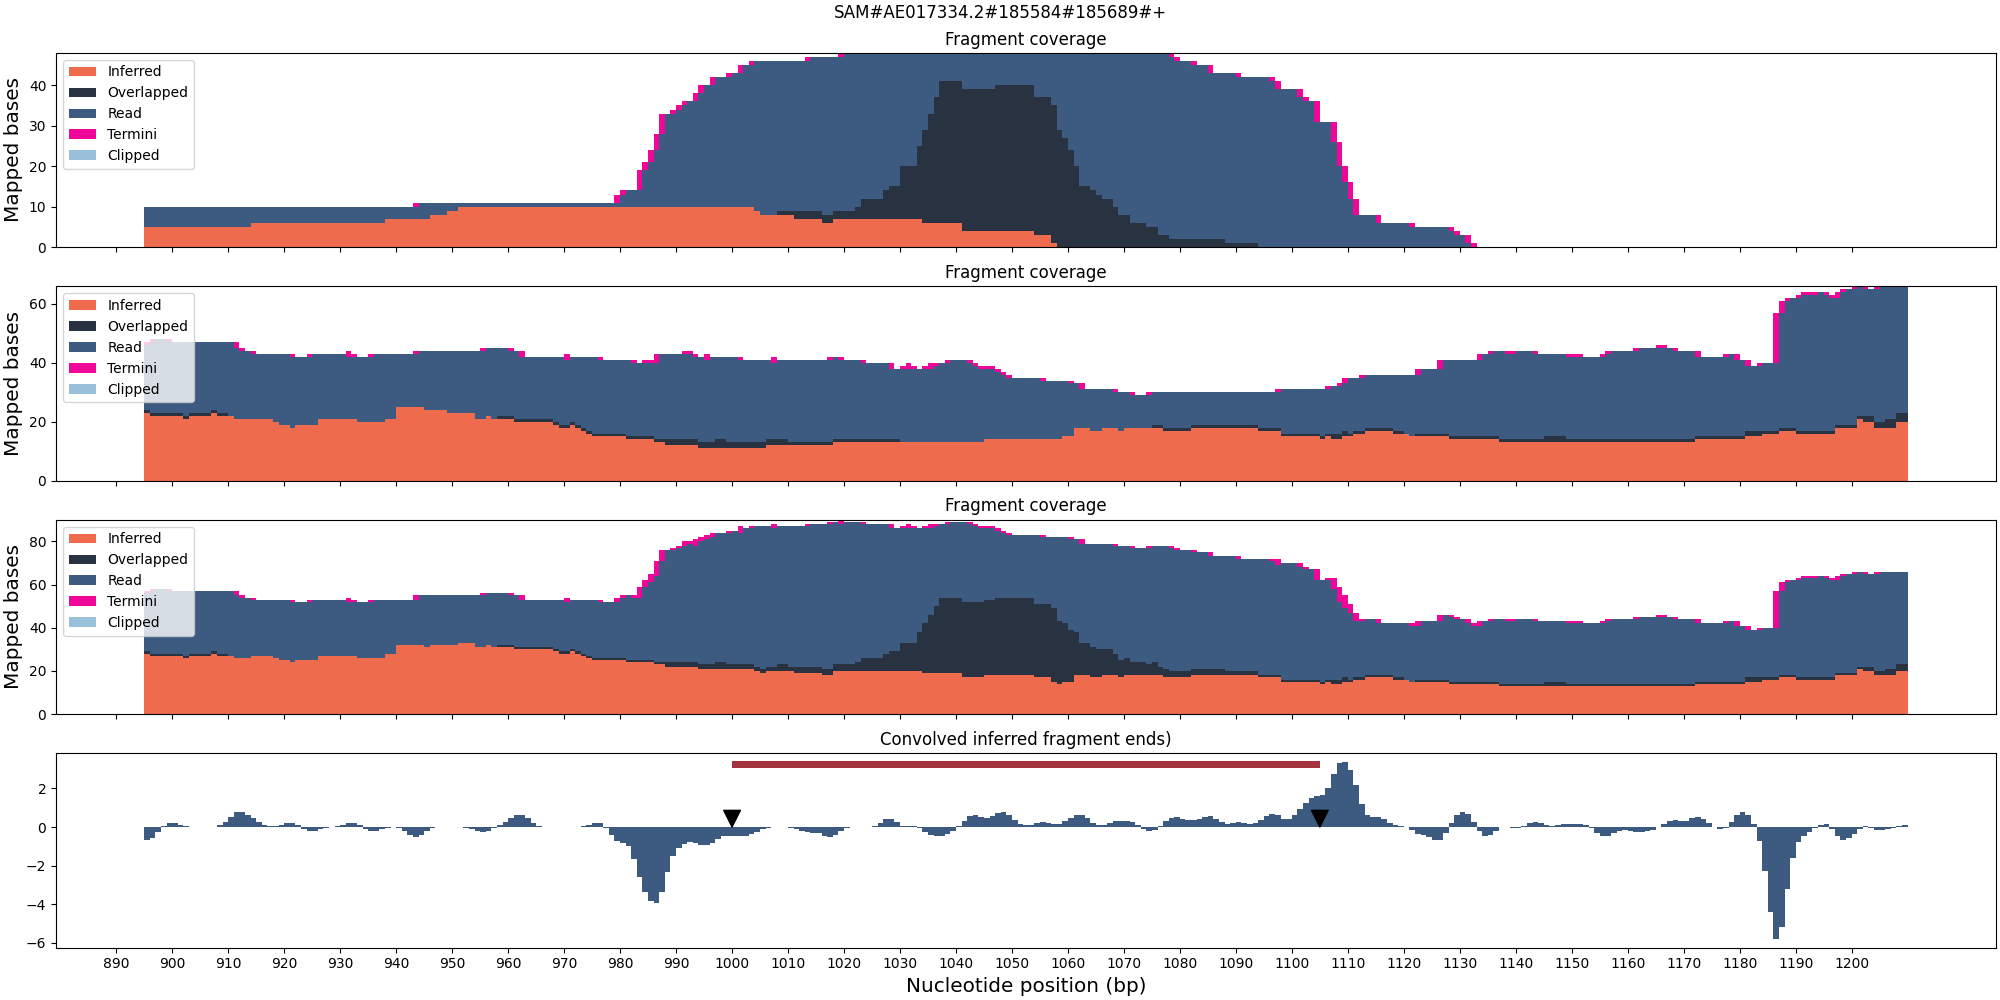 SAM#AE017334.2#185584#185689#+
Fragment coverage
Mapped bases
40
30
20
10
0
Inferred
Overlapped
Read
Termini
Clipped
Fragment coverage
Mapped bases
60
40
20
0
Inferred
Overlapped
Read
Termini
Clipped
Fragment coverage
Mapped bases
80
60
40
20
0
Inferred
Overlapped
Read
Termini
Clipped
Convolved inferred fragment ends)
2
0
−2
−4
−6
890 900 910 920 930 940 950 960 970 980 990 1000 1010 1020 1030 1040 1050 1060 1070 1080 1090 1100 1110 1120 1130 1140 1150 1160 1170 1180 1190 1200
Nucleotide position (bp)